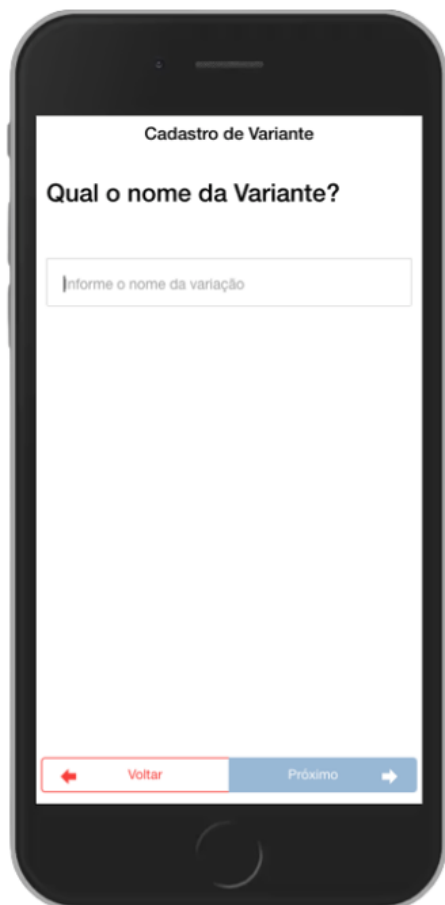 Cadastro de Variante
Qual o nome da Variante?
Informe o nome da variação
Voltar
Próximo